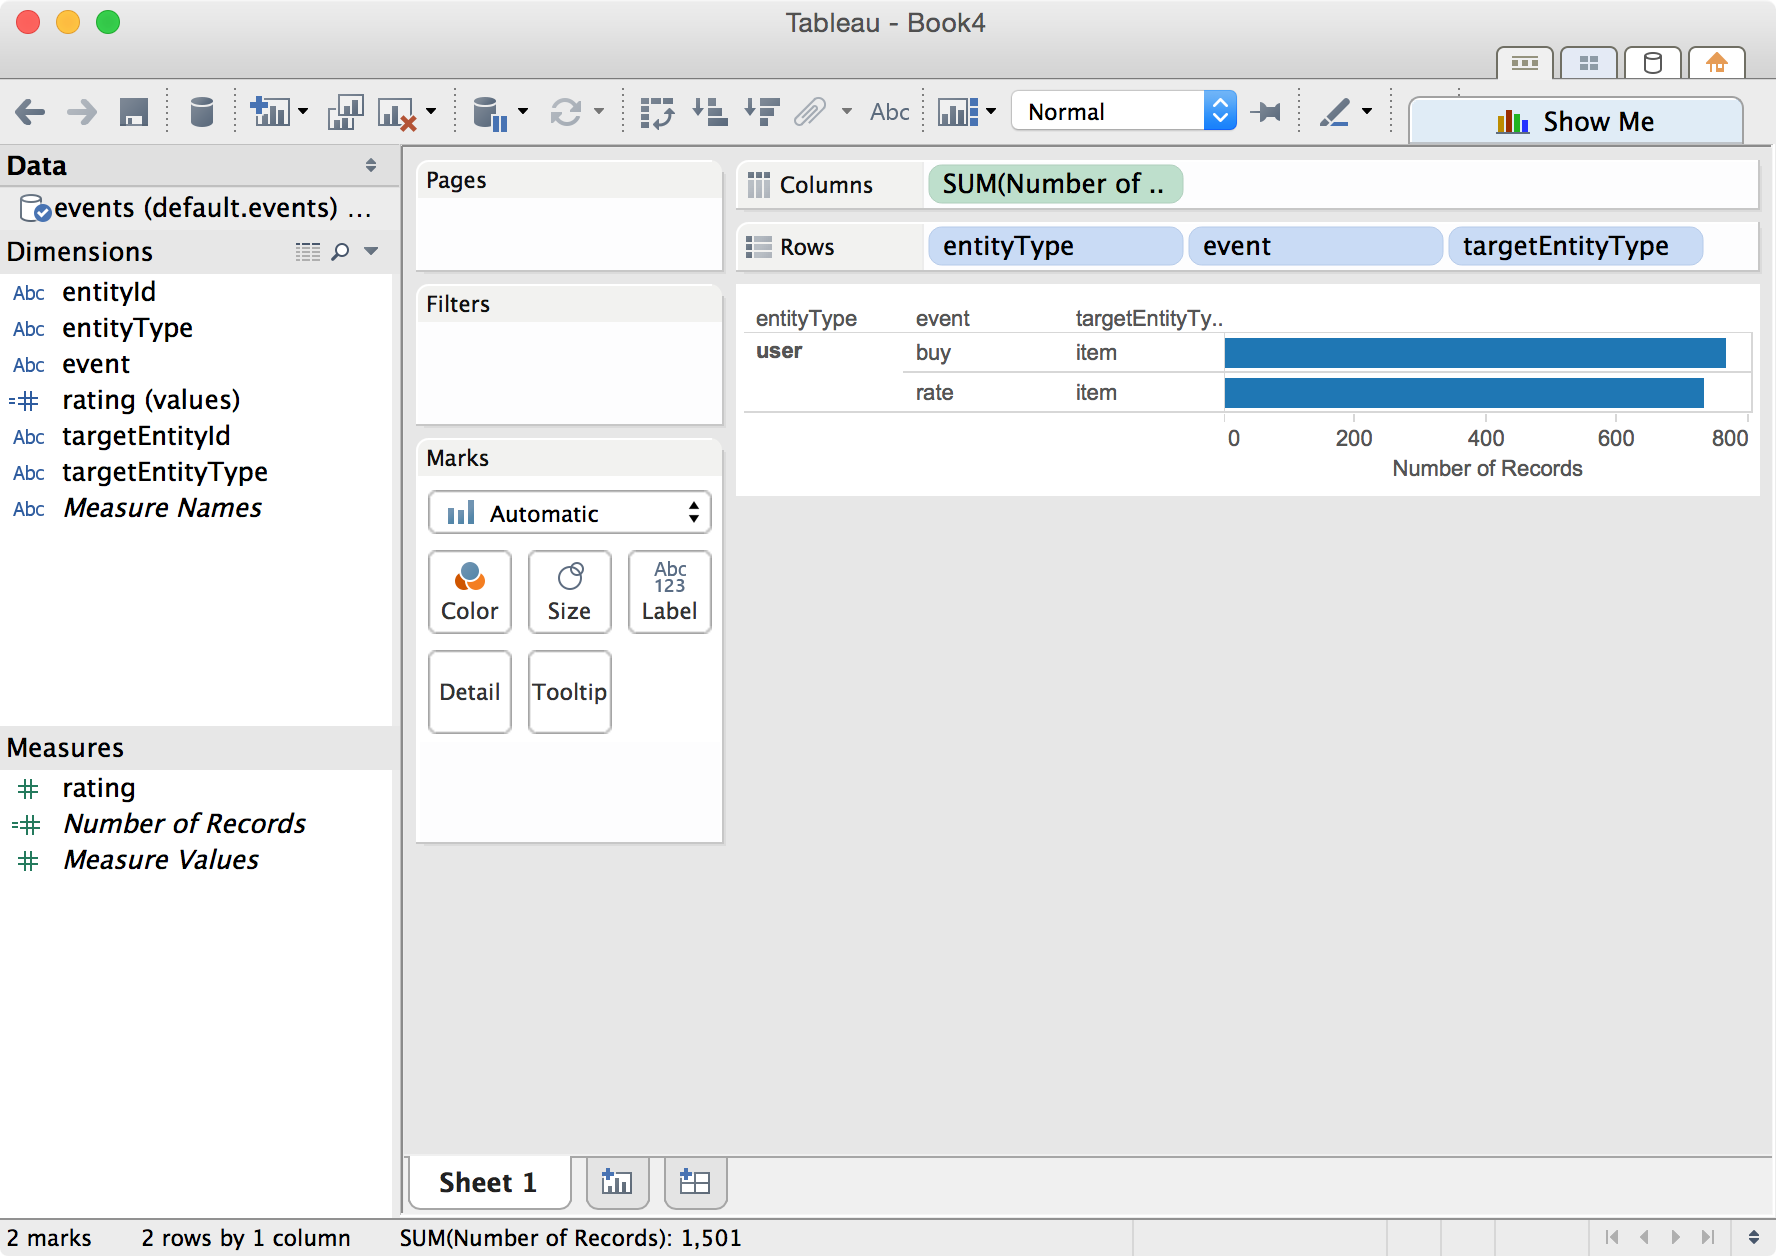 Tableau - Book4
Abc
Normal
Show Me
Data
events (default.events) ...
Dimensions
Abc entityId
Abc entityType
Abc event
=# rating (values)
Abc targetEntityId
Abc targetEntityType
Abc Measure Names
Measures
# rating
=# Number of Records
# Measure Values
Pages
Filters
Marks
Automatic
Color
Size
Abc
123
Label
Detail
Tooltip
Columns
SUM(Number of ..
Rows
entityType
event
targetEntityType
entityType event targetEntityTy..
user buy item
rate item
0 200 400 600 800
Number of Records
Sheet 1
2 marks 2 rows by 1 column SUM(Number of Records): 1,501